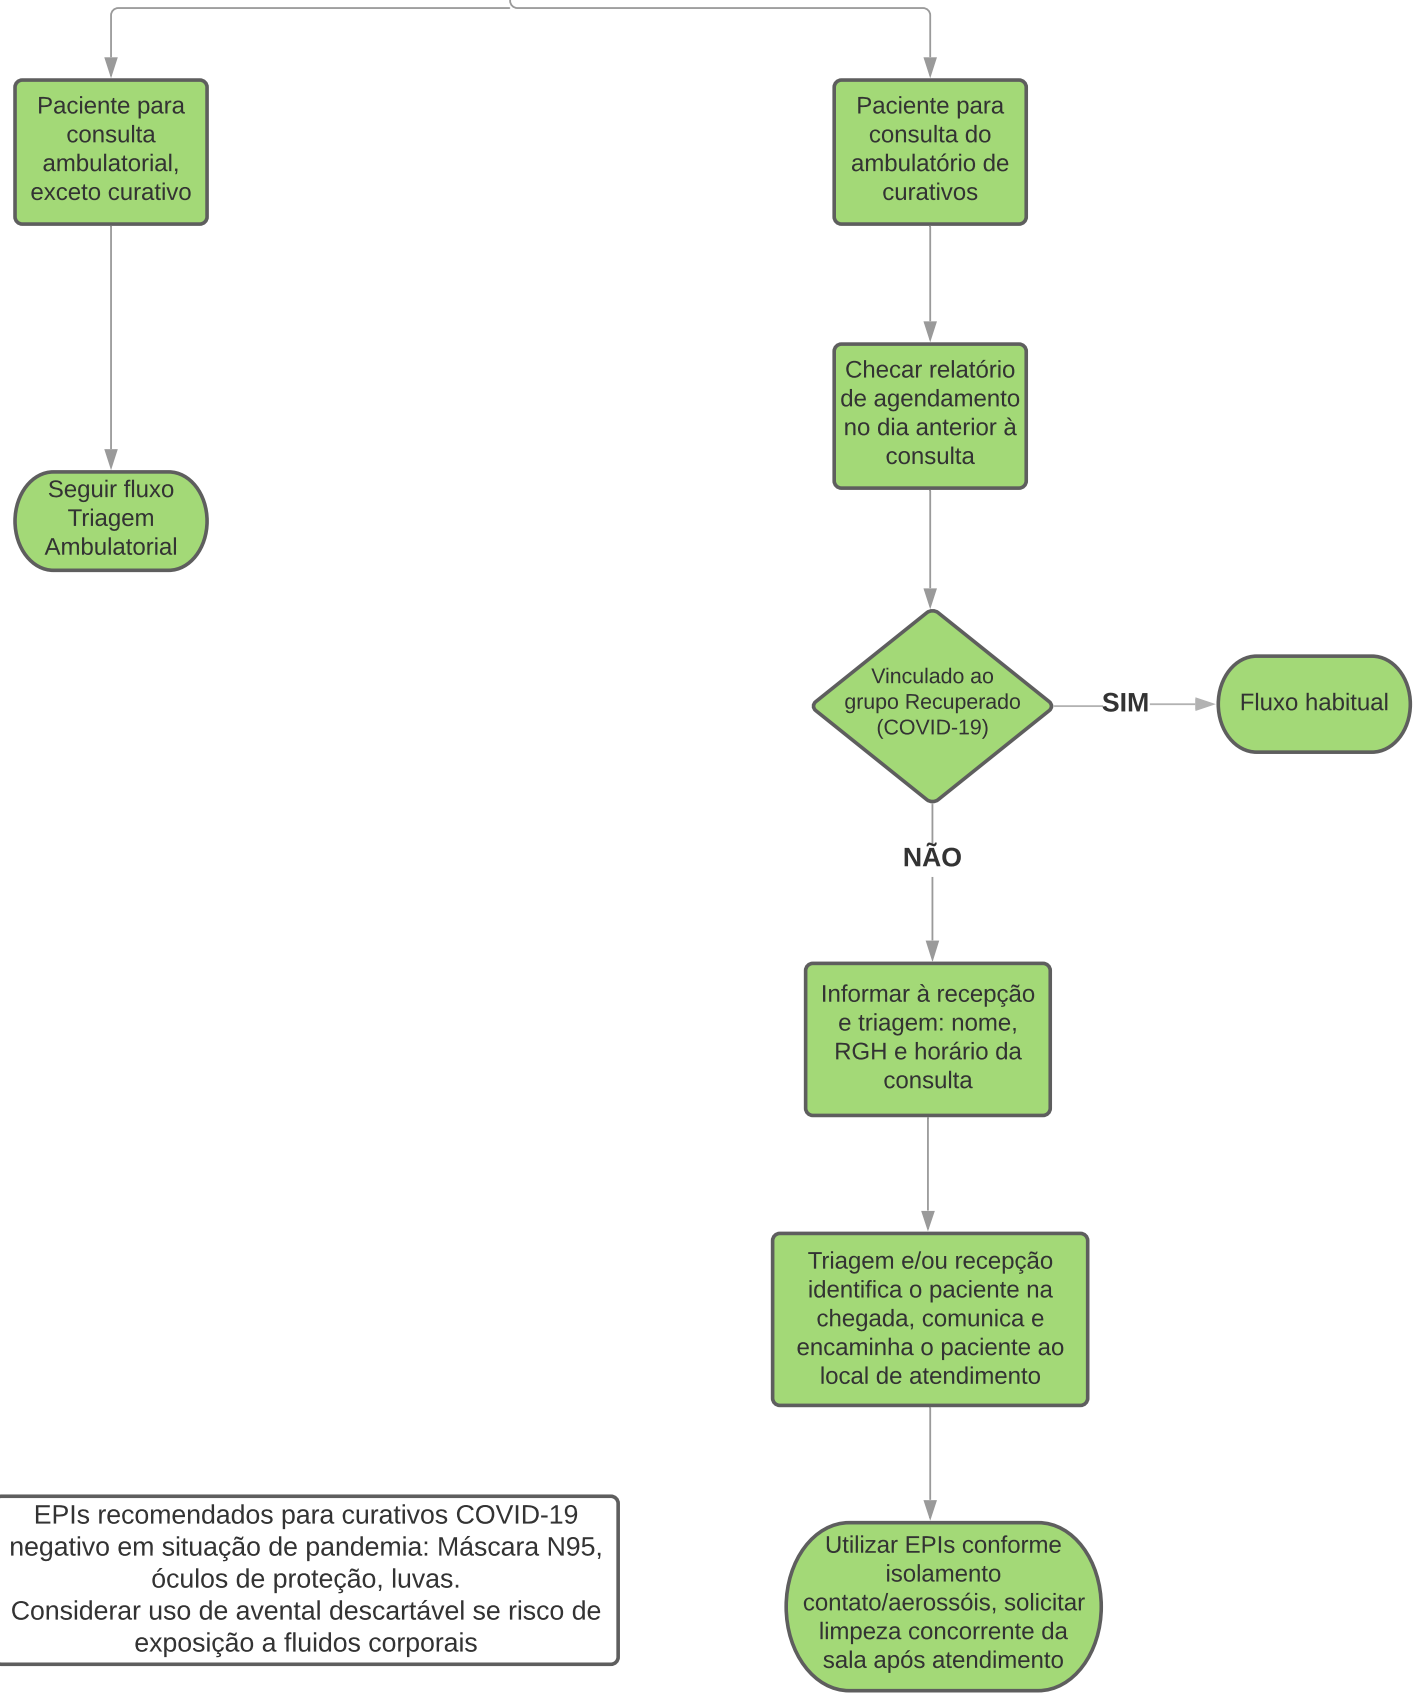 Paciente para
consulta
ambulatorial,
exceto curativo
Seguir fluxo
Triagem
Ambulatorial
Paciente para
consulta do
ambulatório de
curativos
Checar relatório
de agendamento
no dia anterior à
consulta
Vinculado ao
grupo Recuperado
(COVID-19)
SIM
Fluxo habitual
NÃO
Informar à recepção
e triagem: nome,
RGH e horário da
consulta
Triagem e/ou recepção
identifica o paciente na
chegada, comunica e
encaminha o paciente ao
local de atendimento
Utilizar EPIs conforme
isolamento
contato/aerossóis, solicitar
limpeza concorrente da
sala após atendimento
EPIs recomendados para curativos COVID-19
negativo em situação de pandemia: Máscara N95,
óculos de proteção, luvas.
Considerar uso de avental descartável se risco de
exposição a fluidos corporais